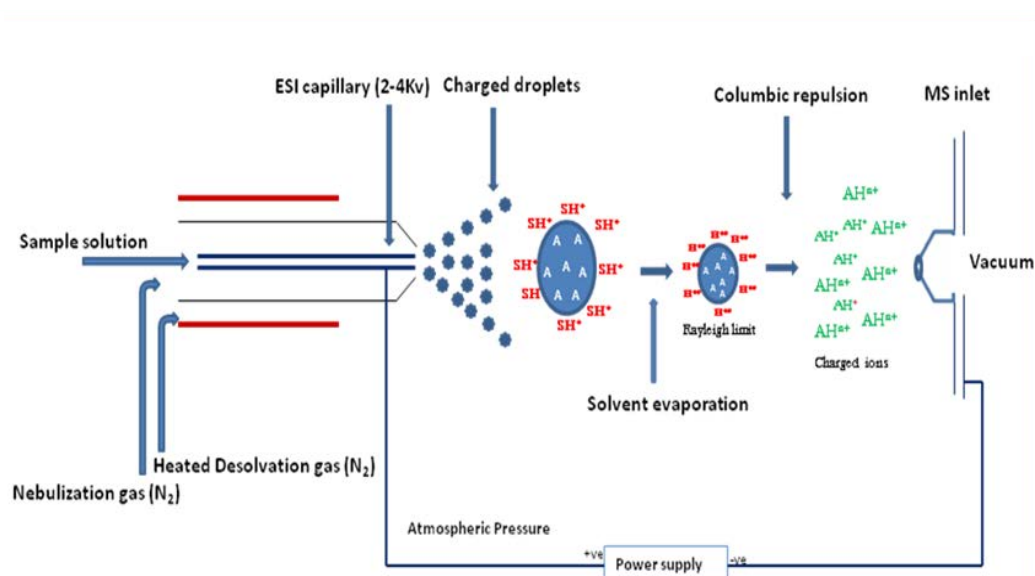 ESI capillary (2-4Kv)
Charged droplets
Columbic repulsion
MS inlet
Sample solution
SH⁺
SH⁺
SH⁺
SH⁺
SH⁺
SH
SH⁺
SH⁺
A A
A A A
A A
A
A A
A A
A
Rayleigh limit
AHⁿ⁺
AH⁺
AH⁺
AHⁿ⁺
AH⁺
AHⁿ⁺
AHⁿ⁺
AH⁺
AHⁿ⁺
AHⁿ⁺
Charged ions
Vacuum
Solvent evaporation
Heated Desolvation gas (N₂)
Nebulization gas (N₂)
Atmospheric Pressure
+ve
Power supply
-ve